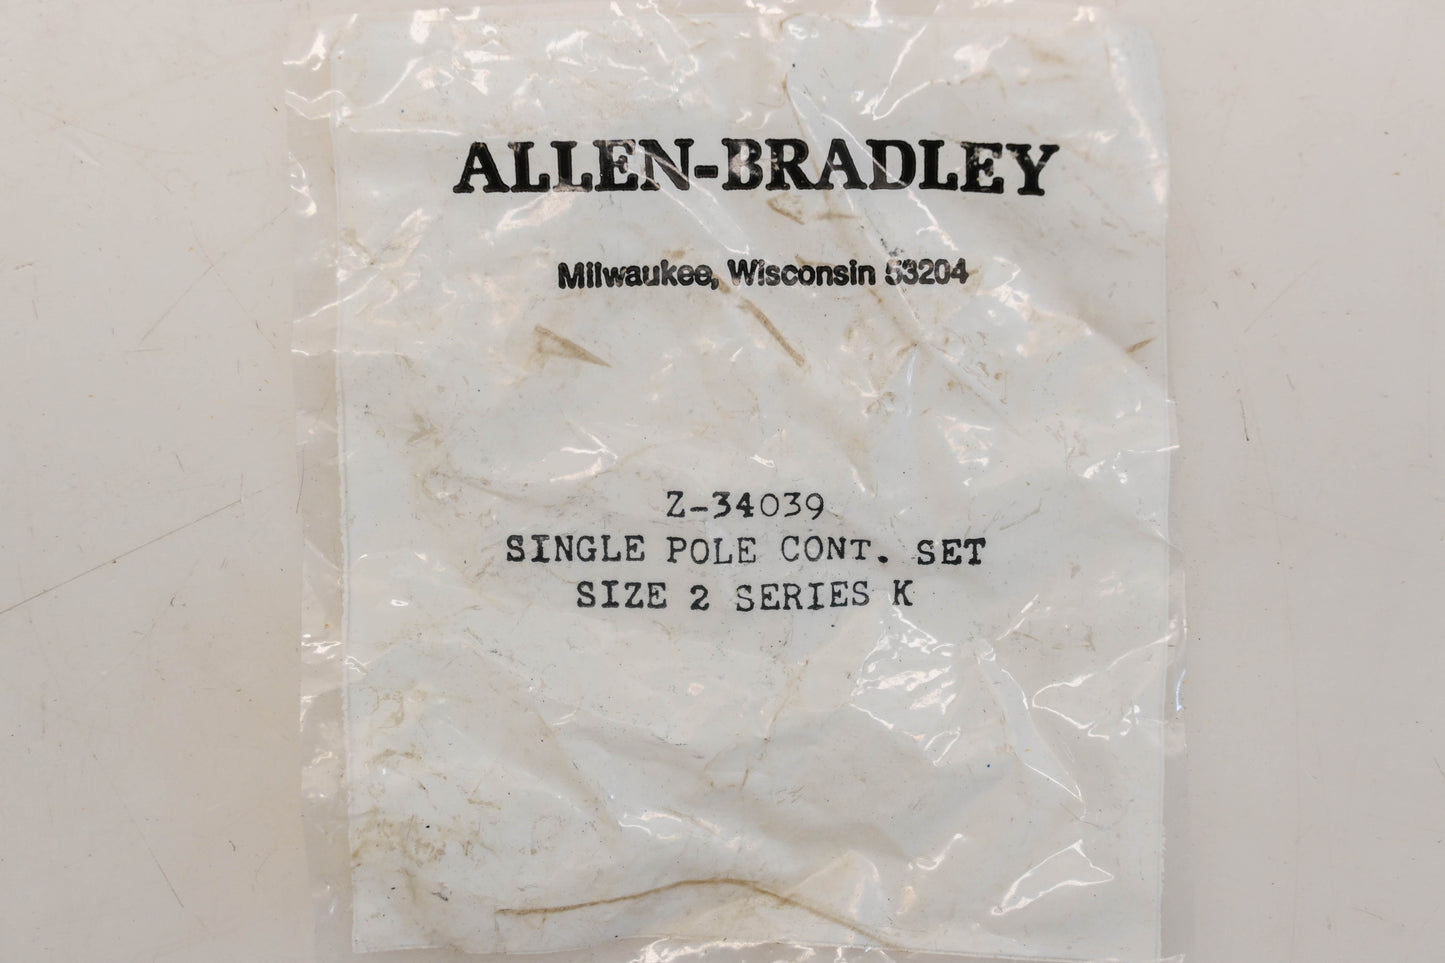 ALLEN-BRADLEY
Milwaukee, Wisconsin 53204
Z-34039
SINGLE POLE CONT. SET
SIZE 2 SERIES K